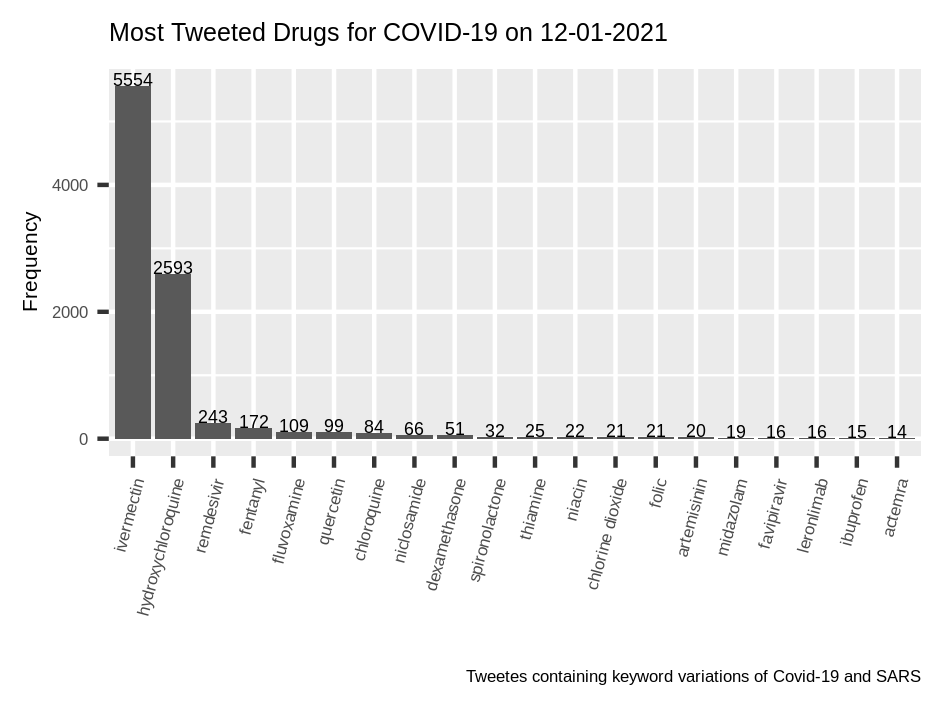 Most Tweeted Drugs for COVID-19 on 12-01-2021
Frequency
4000
2000
0
5554
2593
243
172
109
99
84
66
51
32
25
22
21
21
20
19
16
16
15
14
ivermectin
hydroxychloroquine
remdesivir
fentanyl
fluvoxamine
quercetin
chloroquine
niclosamide
dexamethasone
spironolactone
thiamine
niacin
chlorine dioxide
folic
artemisinin
midazolam
favipiravir
leronlimab
ibuprofen
actemra
Tweetes containing keyword variations of Covid-19 and SARS